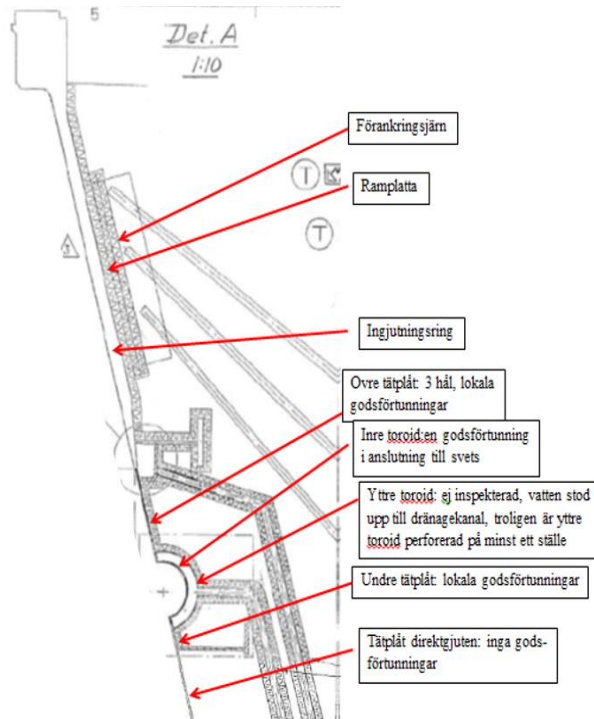 5
Det. A
1:10
Förankringsjärn
T
Ramplatta
T
Ingjutningsring
Ovre tätplåt: 3 hål, lokala
godsförtunningar
Inre toroid:en godsförtunning
i anslutning till svets
Yttre toroid: ej inspekterad, vatten stod
upp till dränagekanal, troligen är yttre
toroid perforerad på minst ett ställe
Undre tätplåt: lokala godsförtunningar
Tätplåt direktgjuten: inga gods-
förtunningar